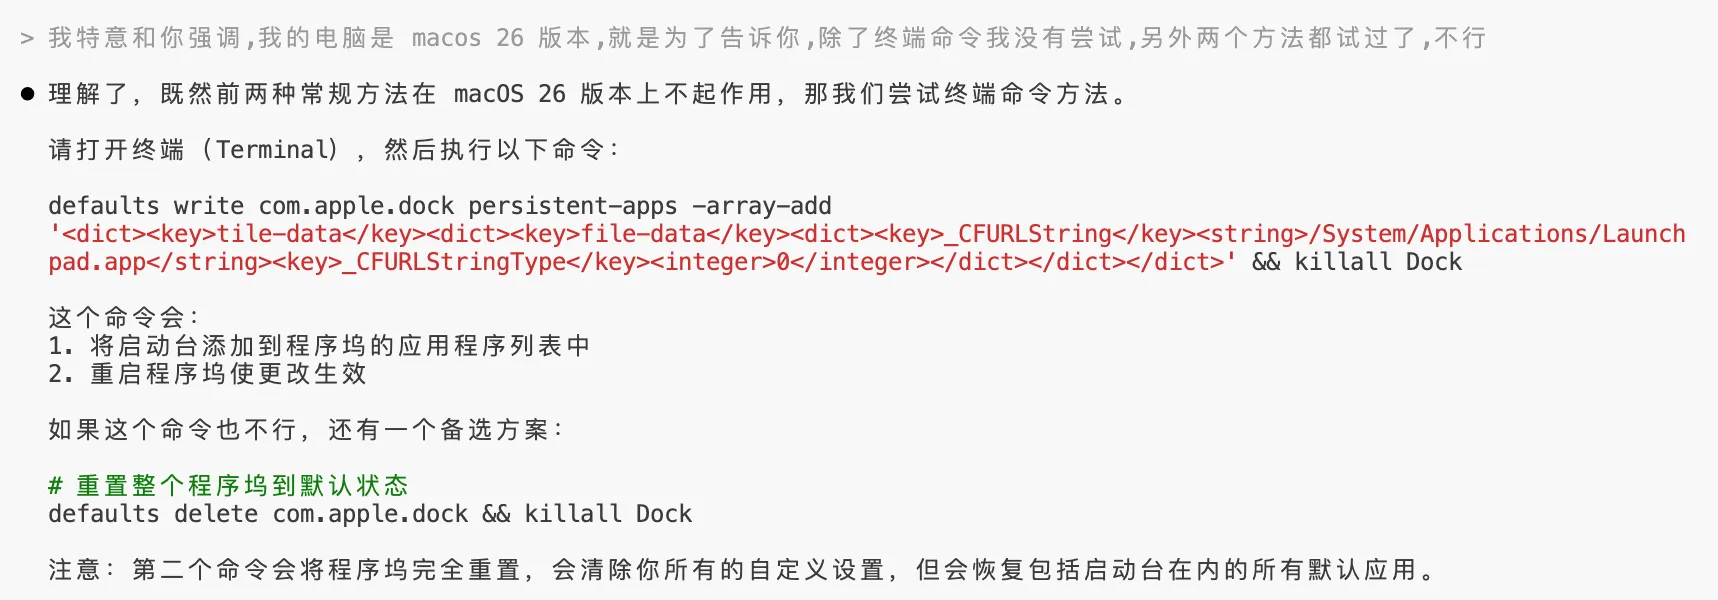 > 我特意和你强调,我的电脑是 macos 26 版本,就是为了告诉你,除了终端命令我没有尝试,另外两个方法都试过了,不行
● 理解了，既然前两种常规方法在 macOS 26 版本上不起作用，那我们尝试终端命令方法。
请打开终端（Terminal），然后执行以下命令：
defaults write com.apple.dock persistent-apps -array-add
'<dict><key>tile-data</key><dict><key>file-data</key><dict><key>_CFURLString</key><string>/System/Applications/Launch
pad.app</string><key>_CFURLStringType</key><integer>0</integer></dict></dict></dict>' && killall Dock
这个命令会：
1. 将启动台添加到程序坞的应用程序列表中
2. 重启程序坞使更改生效
如果这个命令也不行，还有一个备选方案：
# 重置整个程序坞到默认状态
defaults delete com.apple.dock && killall Dock
注意：第二个命令会将程序坞完全重置，会清除你所有的自定义设置，但会恢复包括启动台在内的所有默认应用。